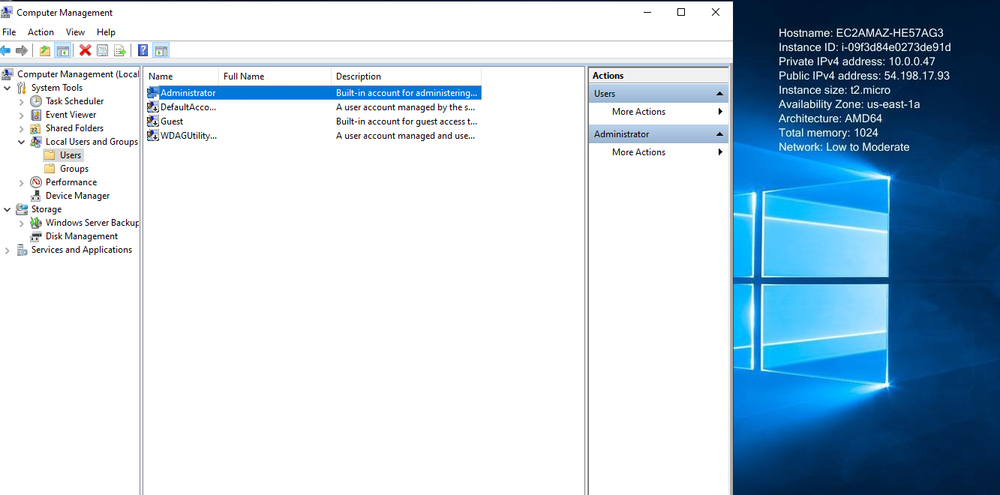 Computer Management
File Action View Help
Computer Management (Local
System Tools
Task Scheduler
Event Viewer
Shared Folders
Local Users and Groups
Users
Groups
Performance
Device Manager
Storage
Windows Server Backup
Disk Management
Services and Applications
Name Full Name Description
Administrator Built-in account for administering...
DefaultAcco... A user account managed by the s...
Guest Built-in account for guest access t...
WDAGUtility... A user account managed and use...
Actions
Users
More Actions
Administrator
More Actions
Hostname: EC2AMAZ-HE57AG3
Instance ID: i-09f3d84e0273de91d
Private IPv4 address: 10.0.0.47
Public IPv4 address: 54.198.17.93
Instance size: t2.micro
Availability Zone: us-east-1a
Architecture: AMD64
Total memory: 1024
Network: Low to Moderate